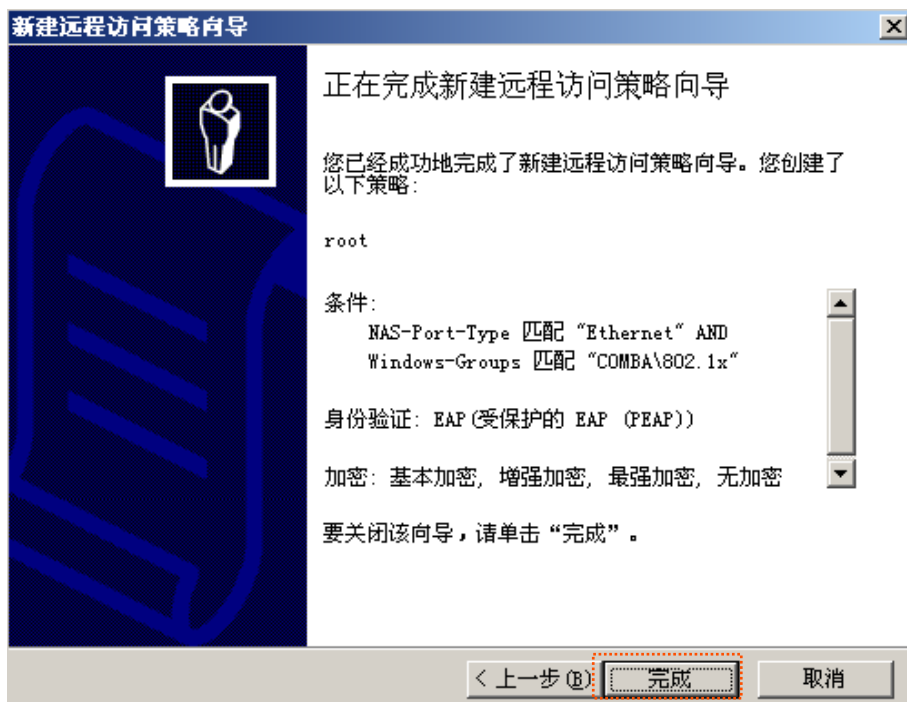 新建远程访问策略向导
正在完成新建远程访问策略向导
您已经成功地完成了新建远程访问策略向导。您创建了
以下策略:
root
条件:
NAS-Port-Type 匹配 “Ethernet” AND
Windows-Groups 匹配 “COMBA\802.1x”
身份验证: EAP(受保护的 EAP (PEAP))
加密: 基本加密, 增强加密, 最强加密, 无加密
要关闭该向导，请单击“完成”。
< 上一步(B) 完成 取消